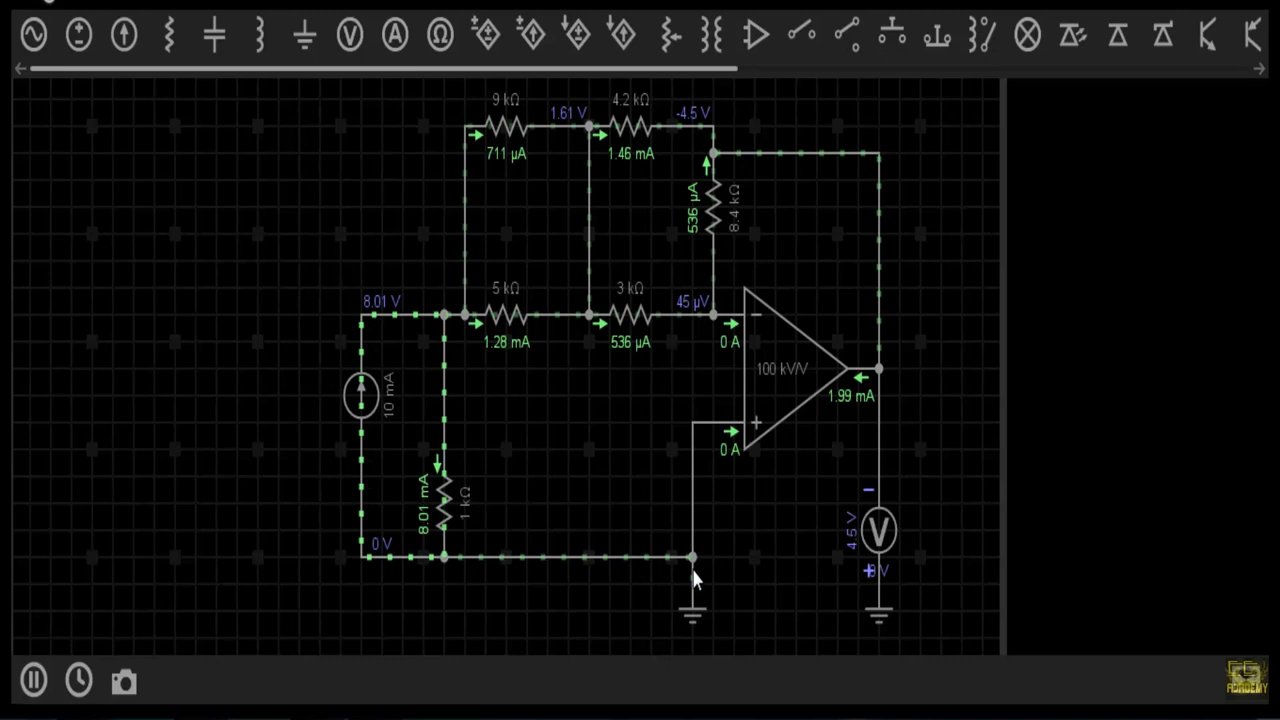 V A Ω
9 kΩ 1.61 V 4.2 kΩ -4.5 V
711 µA 1.46 mA
536 µA 8.4 kΩ
8.01 V 5 kΩ 3 kΩ 45 µV
1.28 mA 536 µA 0 A −
10 mA 100 kV/V
1.99 mA
+
0 A
8.01 mA 1 kΩ
−
4.5 V V
0 V
+
ACADEMY